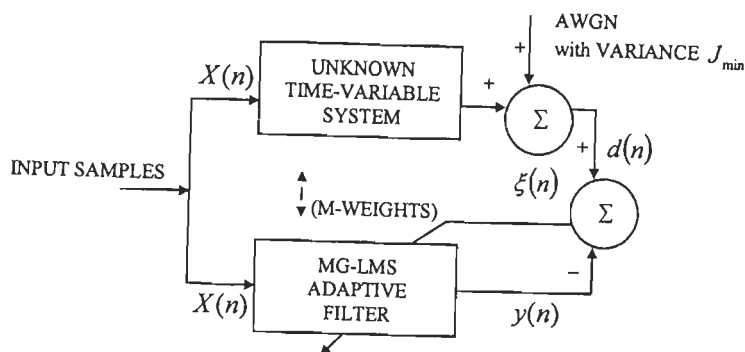 AWGN
with VARIANCE J_min
+
X(n)
UNKNOWN
TIME-VARIABLE
SYSTEM
+
Σ
INPUT SAMPLES
+
d(n)
ξ(n)
(M-WEIGHTS)
Σ
X(n)
MG-LMS
ADAPTIVE
FILTER
−
y(n)